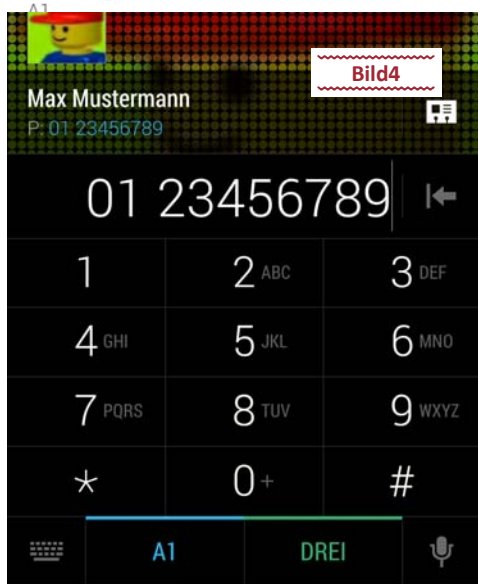 A1
Bild4
Max Mustermann
P: 01 23456789
01 23456789
1
2 ABC
3 DEF
4 GHI
5 JKL
6 MNO
7 PQRS
8 TUV
9 WXYZ
*
0 +
#
A1
DREI